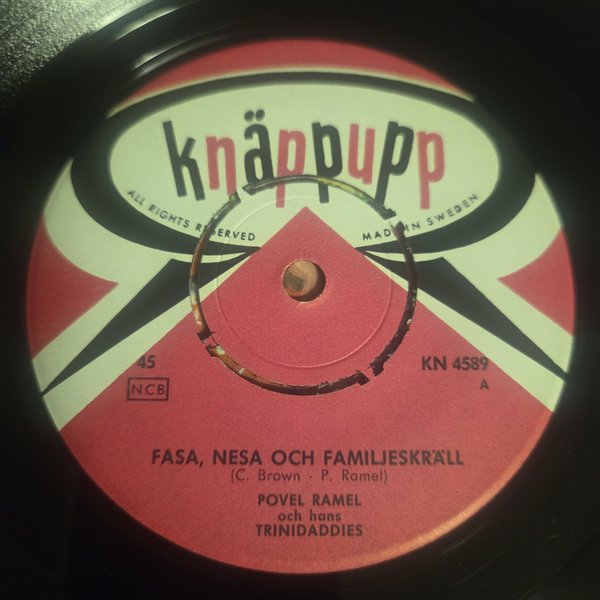 knäppupp
ALL RIGHTS RESERVED
MADE IN SWEDEN
45
NCB
KN 4589
A
FASA, NESA OCH FAMILJESKRÄLL
(C. Brown - P. Ramel)
POVEL RAMEL
och hans
TRINIDADDIES